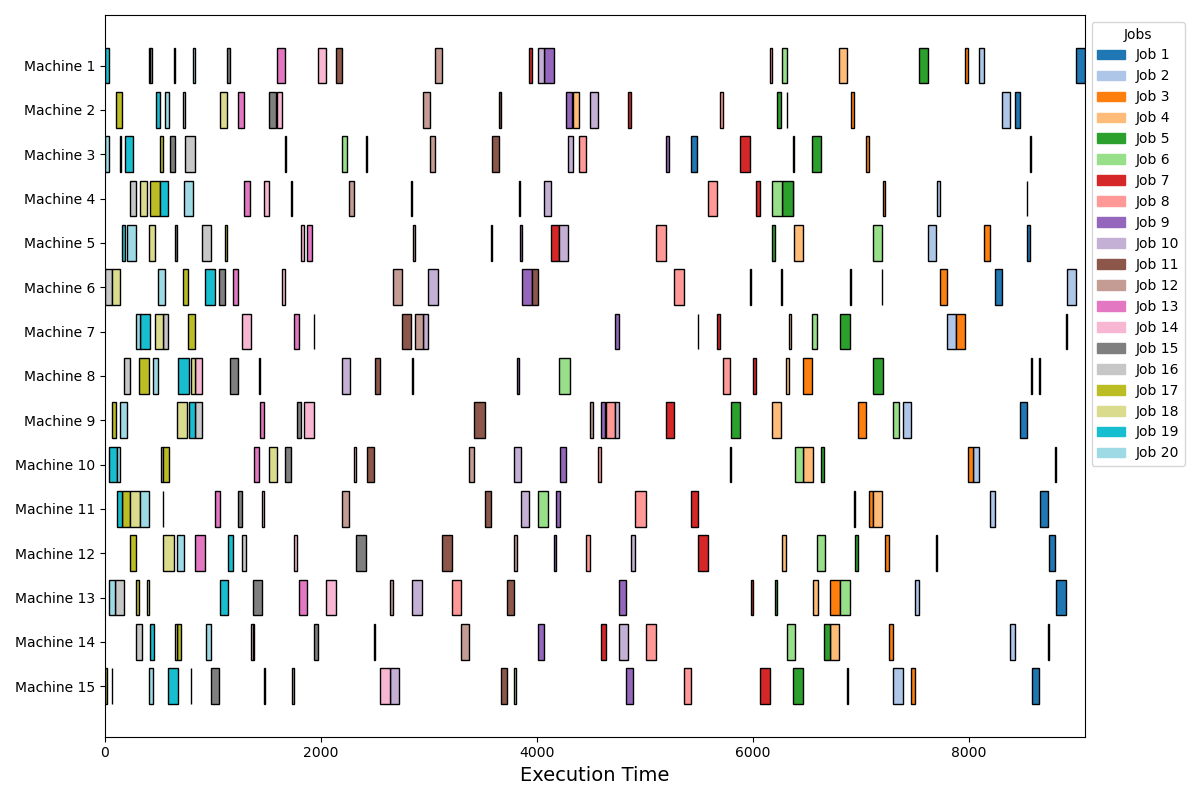 Machine 1
Machine 2
Machine 3
Machine 4
Machine 5
Machine 6
Machine 7
Machine 8
Machine 9
Machine 10
Machine 11
Machine 12
Machine 13
Machine 14
Machine 15
0 2000 4000 6000 8000
Execution Time
Jobs
Job 1
Job 2
Job 3
Job 4
Job 5
Job 6
Job 7
Job 8
Job 9
Job 10
Job 11
Job 12
Job 13
Job 14
Job 15
Job 16
Job 17
Job 18
Job 19
Job 20